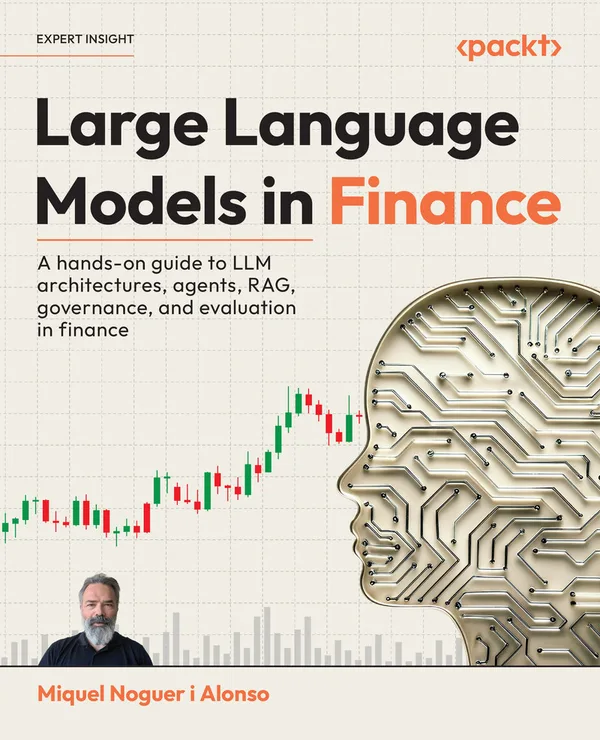 EXPERT INSIGHT
<packt>
Large Language
Models in Finance
A hands-on guide to LLM
architectures, agents, RAG,
governance, and evaluation
in finance
Miquel Noguer i Alonso